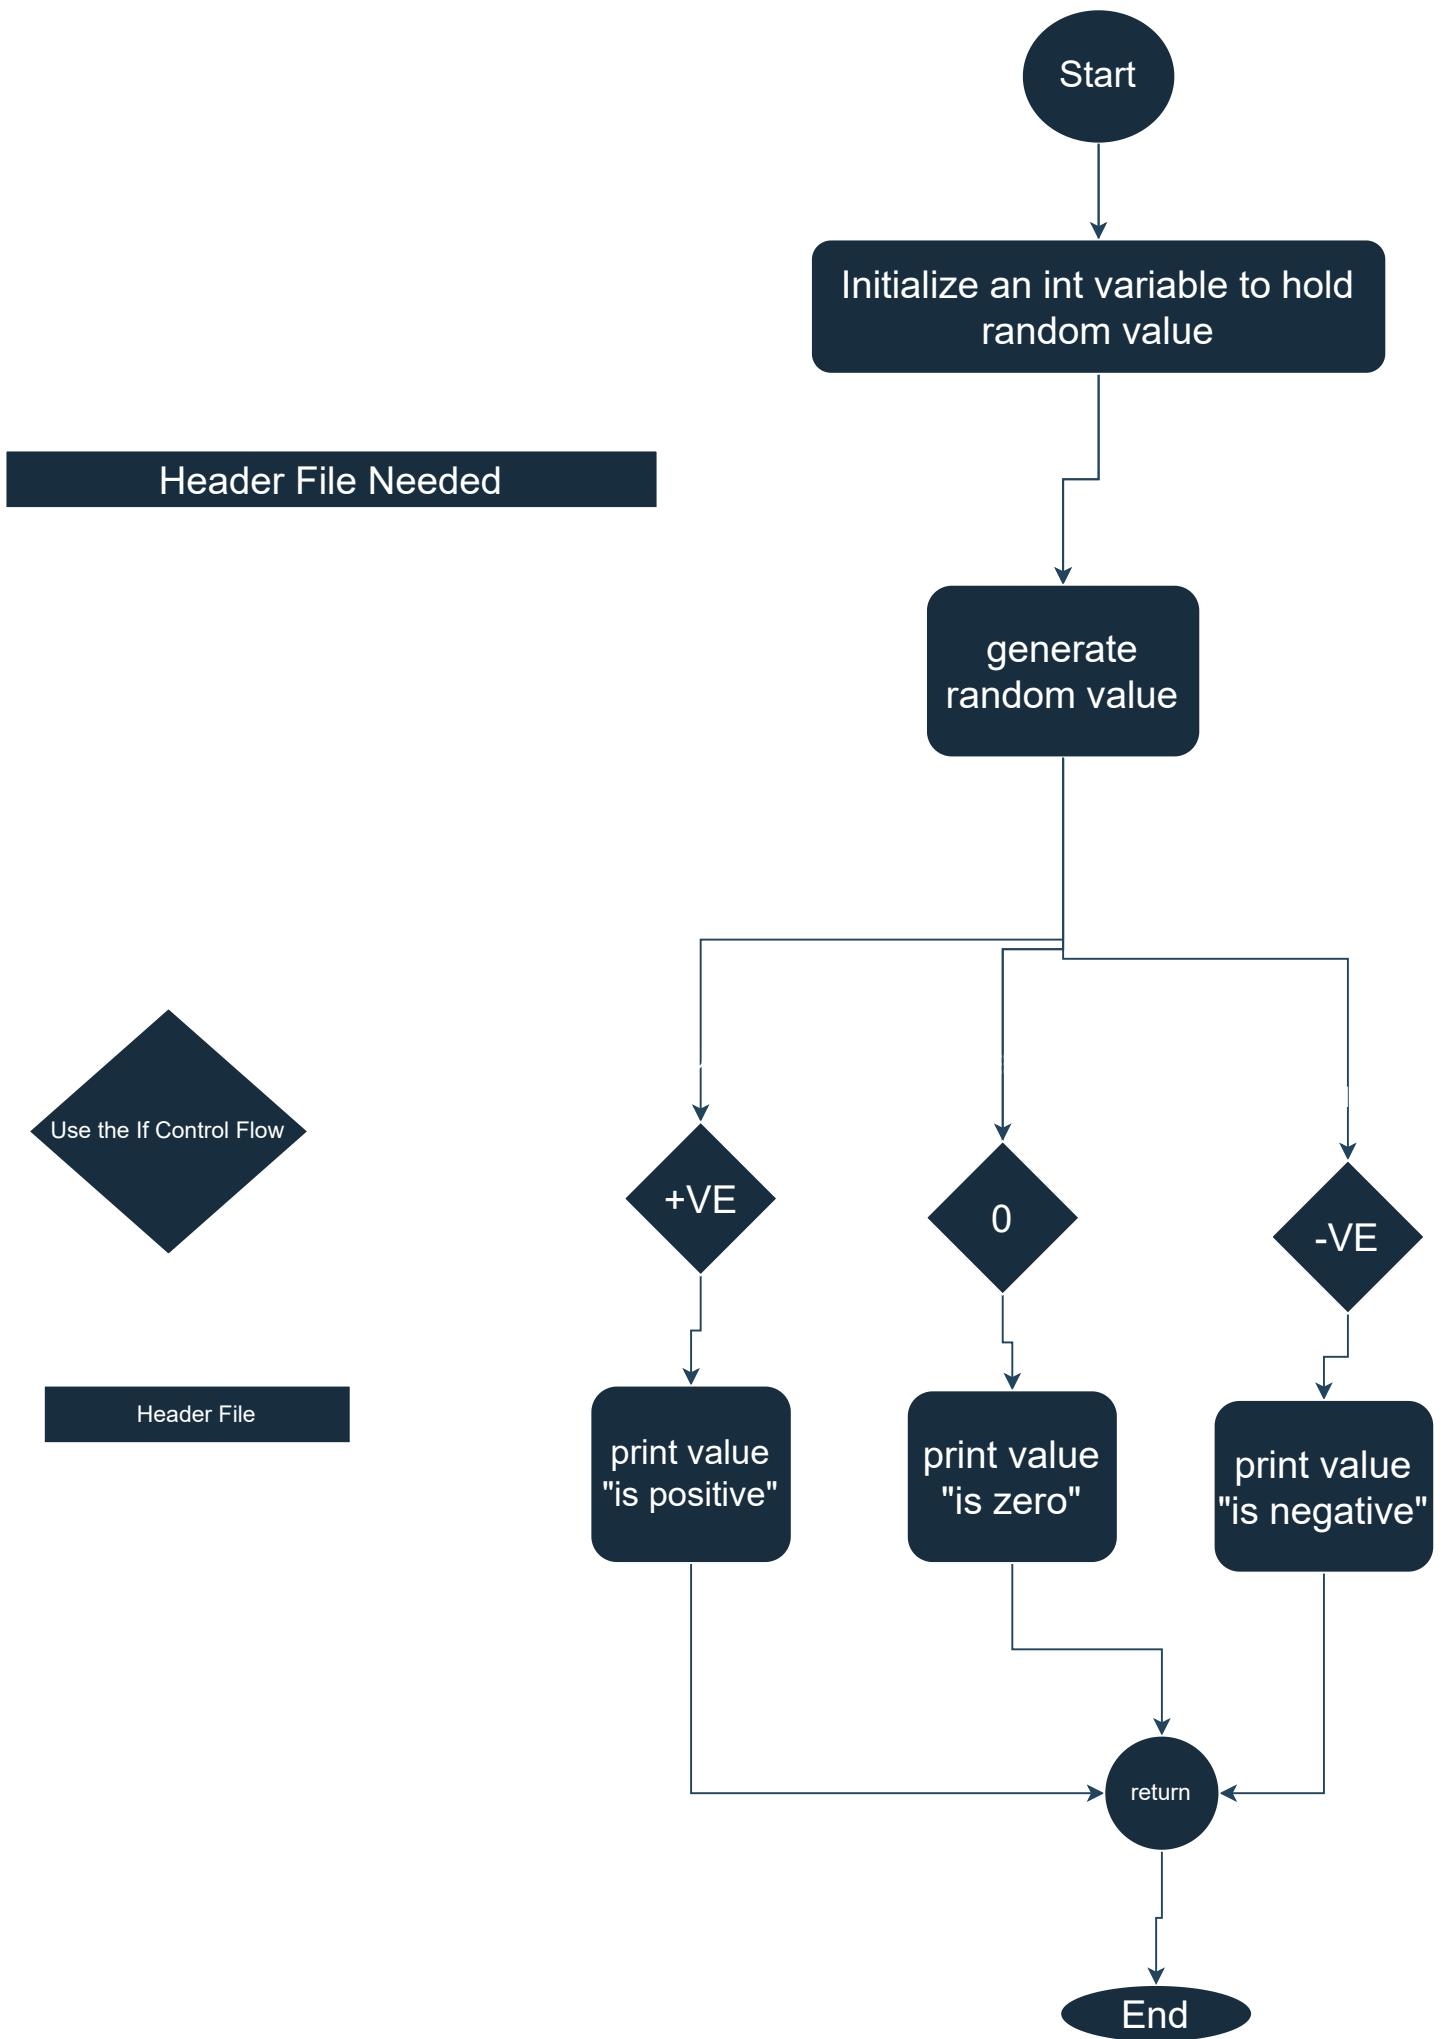 Start
Initialize an int variable to hold
random value
Header File Needed
generate
random value
Use the If Control Flow
+VE
0
-VE
Header File
print value
"is positive"
print value
"is zero"
print value
"is negative"
return
End